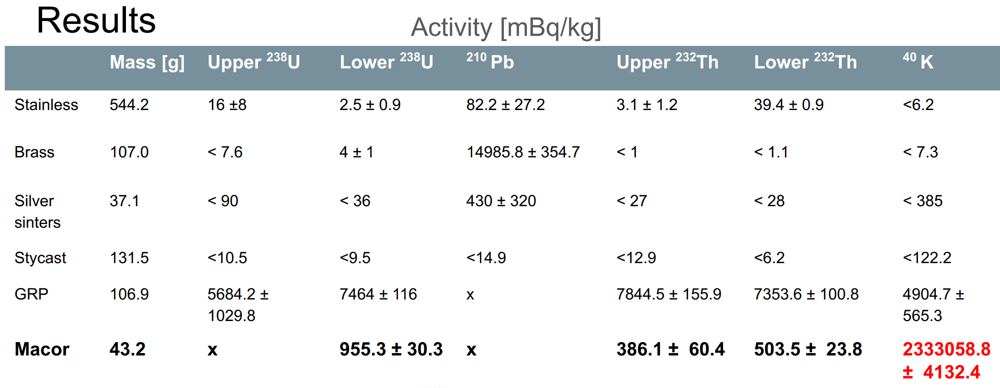 Results
Activity [mBq/kg]
Mass [g] Upper ²³⁸U Lower ²³⁸U ²¹⁰ Pb Upper ²³²Th Lower ²³²Th ⁴⁰ K
Stainless 544.2 16 ±8 2.5 ± 0.9 82.2 ± 27.2 3.1 ± 1.2 39.4 ± 0.9 <6.2
Brass 107.0 < 7.6 4 ± 1 14985.8 ± 354.7 < 1 < 1.1 < 7.3
Silver 37.1 < 90 < 36 430 ± 320 < 27 < 28 < 385
sinters
Stycast 131.5 <10.5 <9.5 <14.9 <12.9 <6.2 <122.2
GRP 106.9 5684.2 ± 7464 ± 116 x 7844.5 ± 155.9 7353.6 ± 100.8 4904.7 ±
1029.8 565.3
Macor 43.2 x 955.3 ± 30.3 x 386.1 ± 60.4 503.5 ± 23.8 2333058.8
± 4132.4